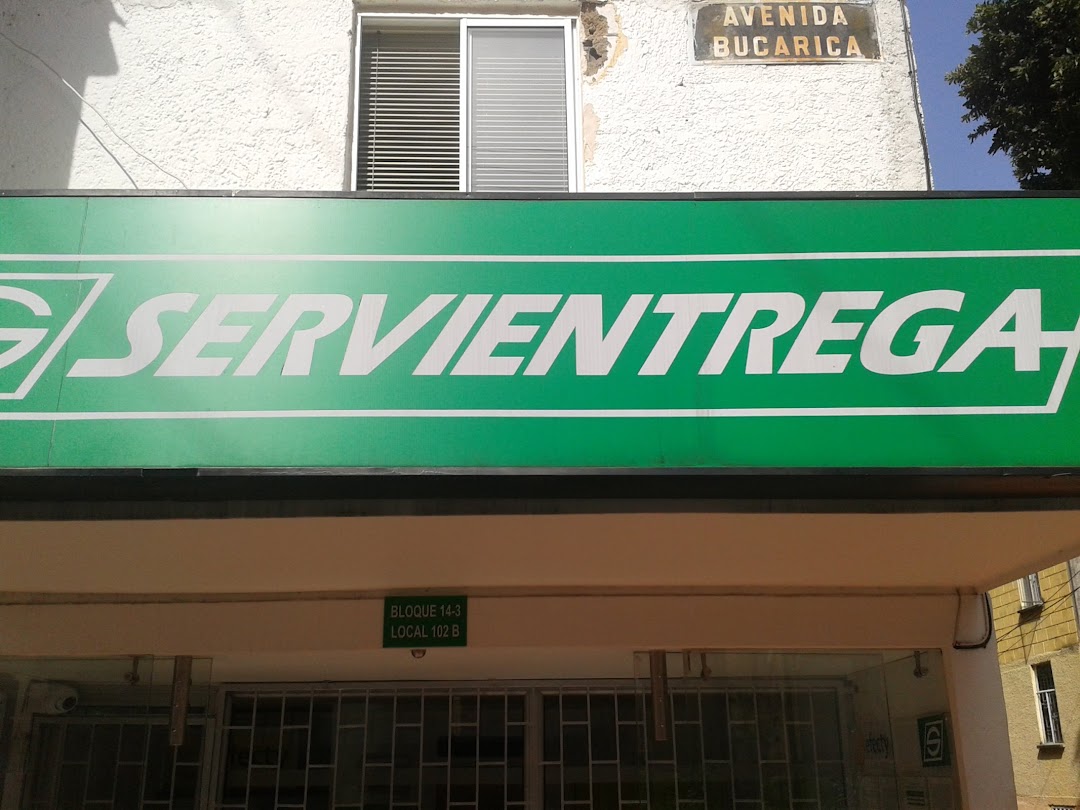 AVENIDA
BUCARICA
SERVIENTREGA
BLOQUE 14-3
LOCAL 102 B